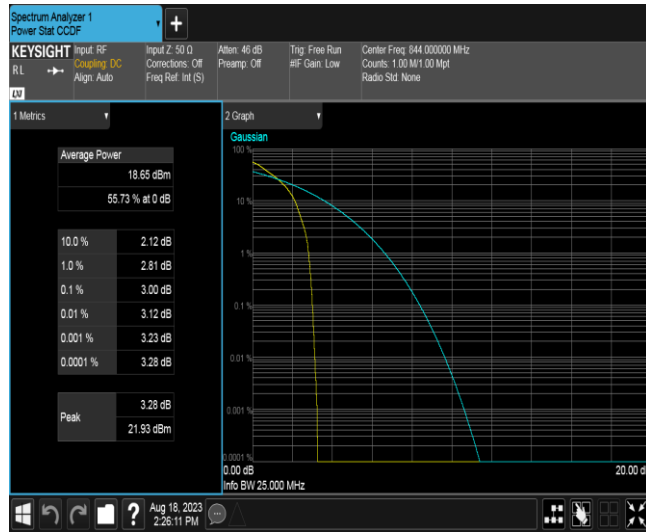 Spectrum Analyzer 1
Power Stat CCDF
KEYSIGHT
RL
LXI
Input: RF
Coupling: DC
Align: Auto
Input Z: 50 Ω
Corrections: Off
Freq Ref: Int (S)
Atten: 46 dB
Preamp: Off
Trig: Free Run
#IF Gain: Low
Center Freq: 844.000000 MHz
Counts: 1.00 M/1.00 Mpt
Radio Std: None
1 Metrics
Average Power
18.65 dBm
55.73 % at 0 dB
10.0 % 2.12 dB
1.0 % 2.81 dB
0.1 % 3.00 dB
0.01 % 3.12 dB
0.001 % 3.23 dB
0.0001 % 3.28 dB
Peak
3.28 dB
21.93 dBm
2 Graph
Gaussian
100 %
10 %
1 %
0.1 %
0.01 %
0.001 %
0.0001 %
0.00 dB 20.00 d
Info BW 25.000 MHz
?
Aug 18, 2023
2:26:11 PM